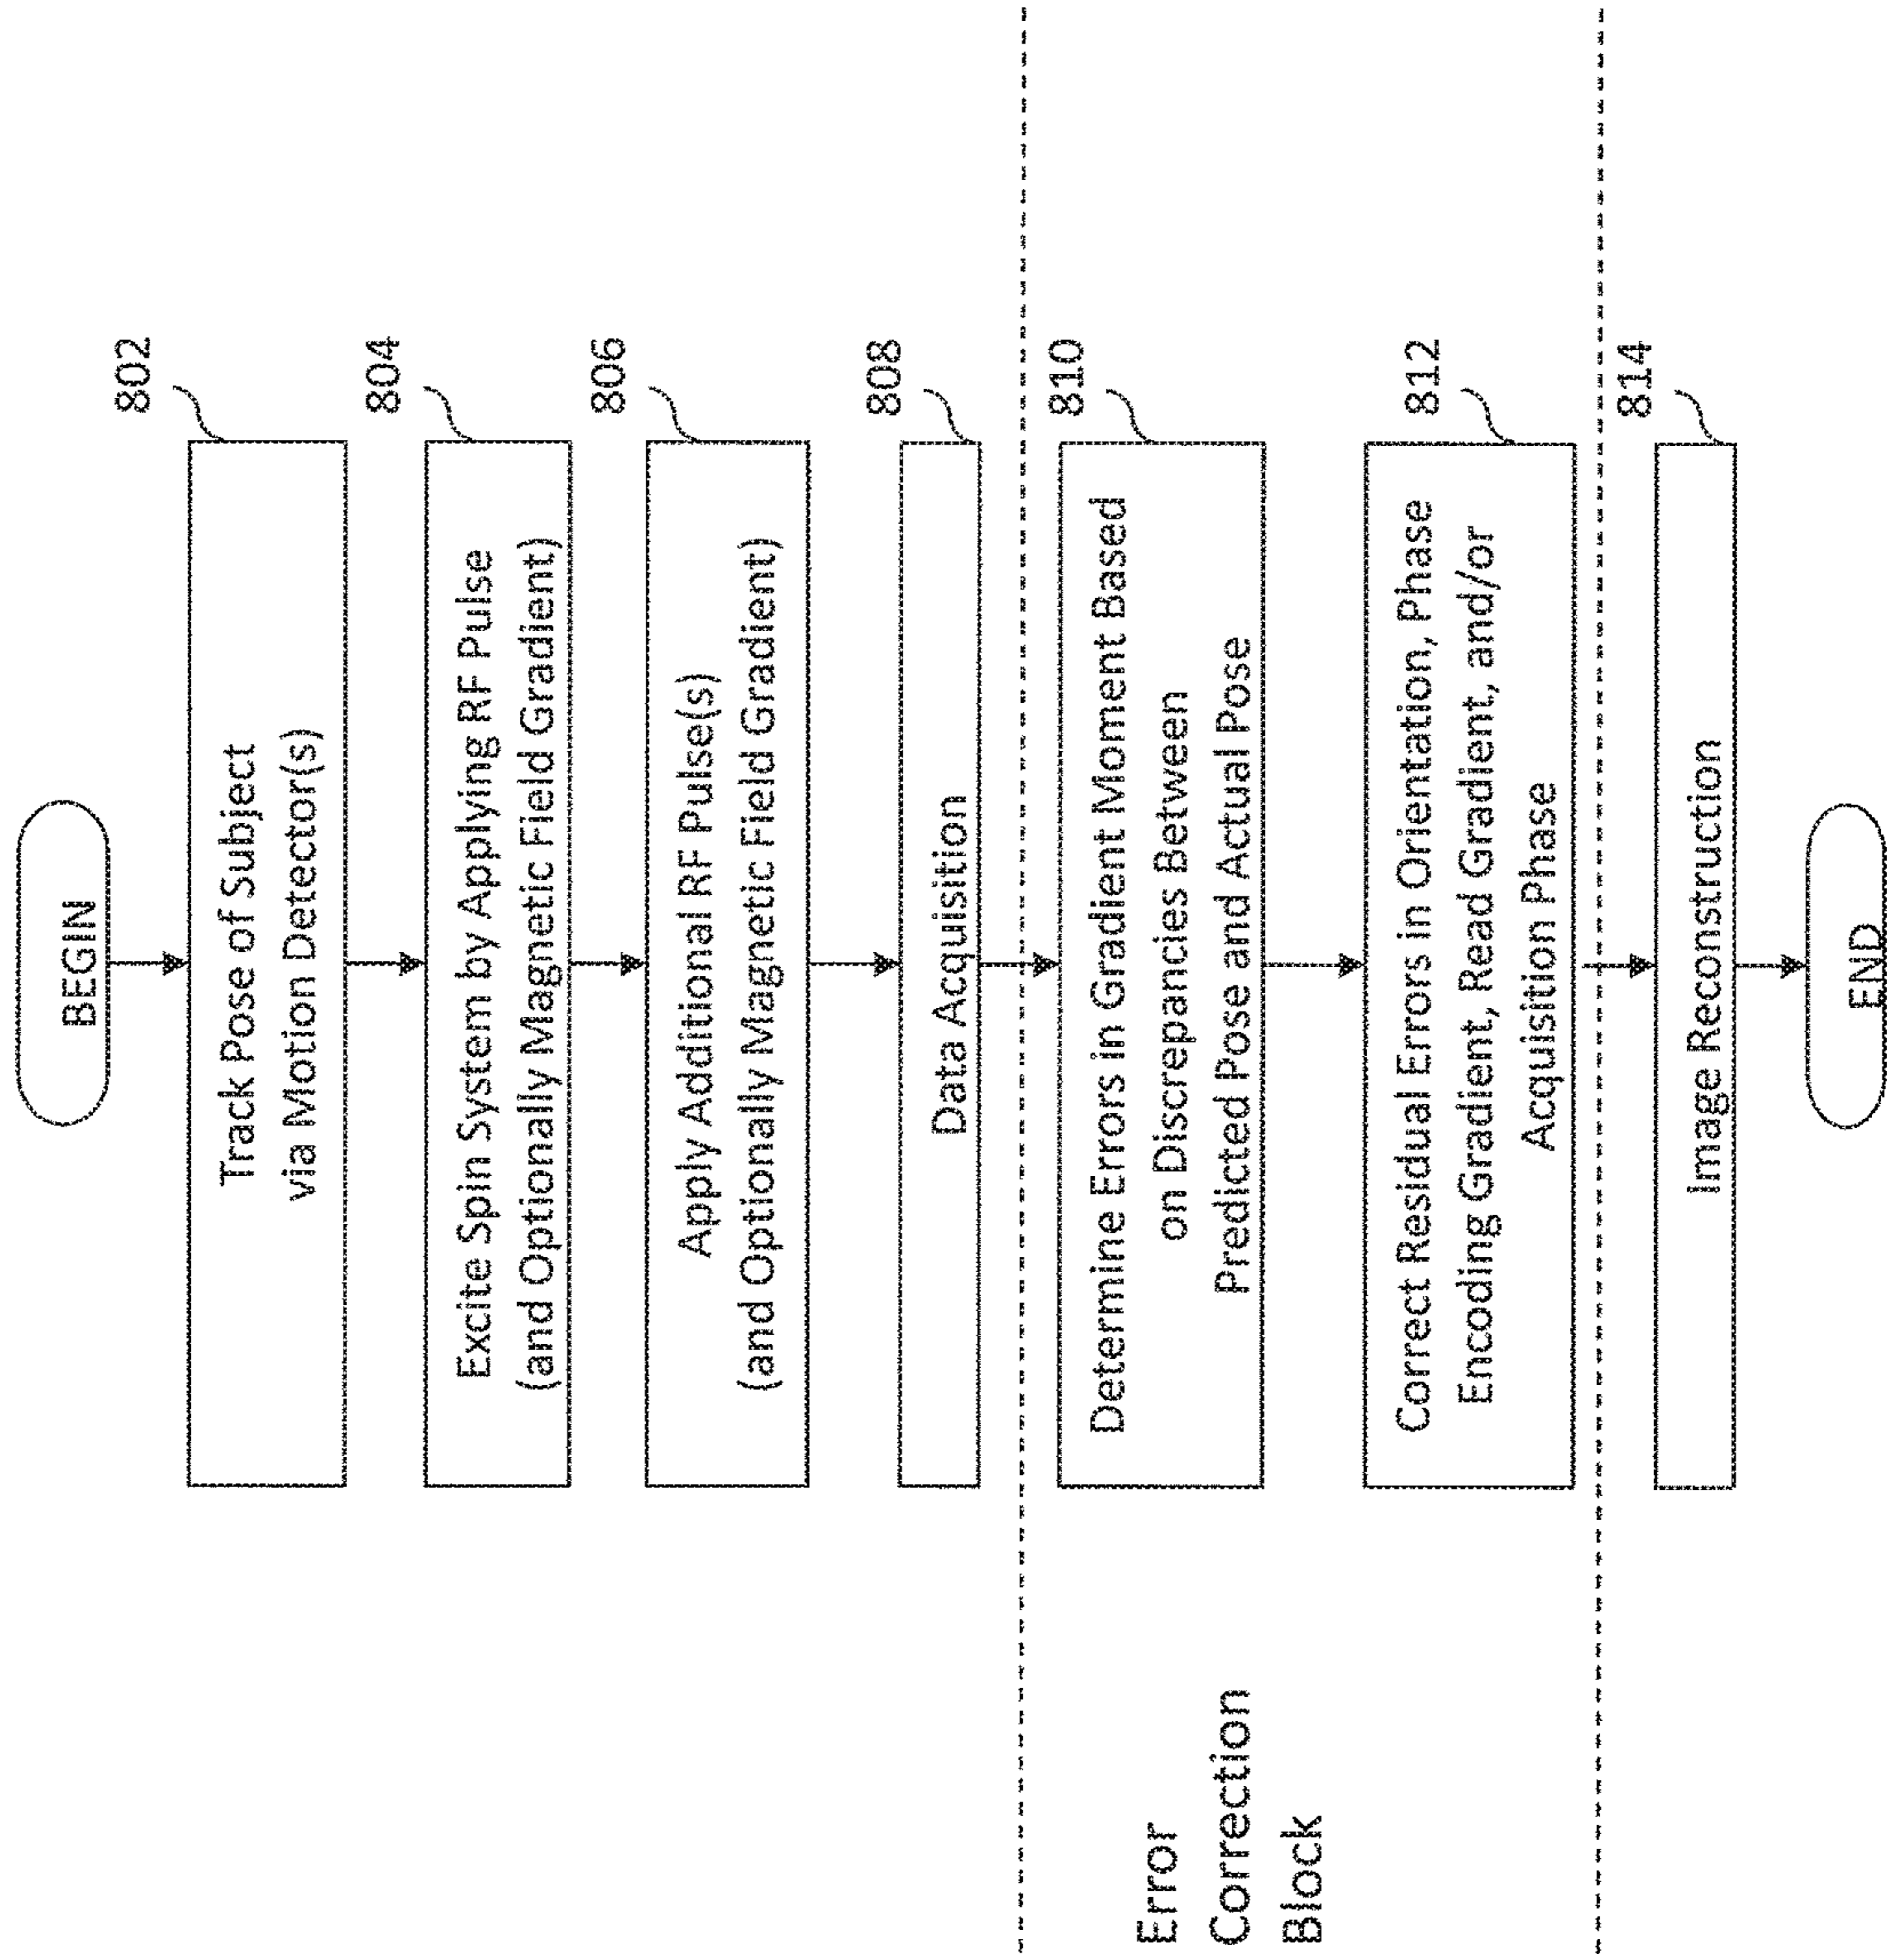 BEGIN
802
Track Pose of Subject
via Motion Detector(s)
804
Excite Spin System by Applying RF Pulse
(and Optionally Magnetic Field Gradient)
806
Apply Additional RF Pulse(s)
(and Optionally Magnetic Field Gradient)
808
Data Acquisition
Error
Correction
Block
810
Determine Errors in Gradient Moment Based
on Discrepancies Between
Predicted Pose and Actual Pose
812
Correct Residual Errors in Orientation, Phase
Encoding Gradient, Read Gradient, and/or
Acquisition Phase
814
Image Reconstruction
END